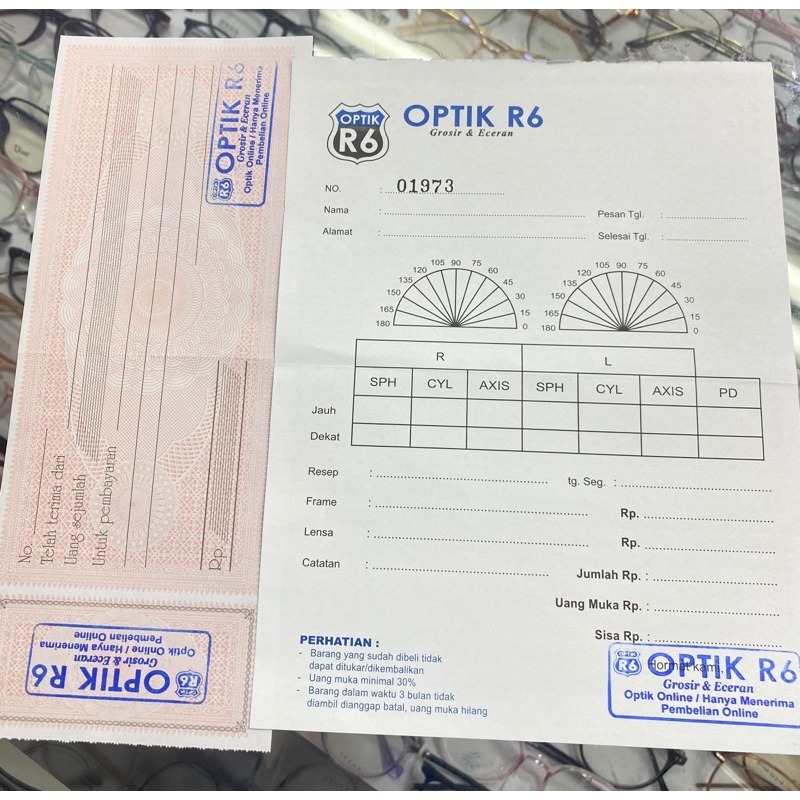 OPTIK R6
OPTIK R6
Grosir & Eceran
NO. : 01973
Nama :
Pesan Tgl. :
Alamat :
Selesai Tgl. :
180 165 150 135 120 105 90 75 60 45 30 15 0
180 165 150 135 120 105 90 75 60 45 30 15 0
R L
SPH CYL AXIS SPH CYL AXIS PD
Jauh
Dekat
Resep :
tg. Seg. :
Frame :
Rp.
Lensa :
Rp.
Catatan :
Jumlah Rp. :
Uang Muka Rp. :
Sisa Rp. :
Hormat kami,
PERHATIAN :
- Barang yang sudah dibeli tidak
dapat ditukar/dikembalikan
- Uang muka minimal 30%
- Barang dalam waktu 3 bulan tidak
diambil dianggap batal, uang muka hilang
R6 OPTIK R6
Grosir & Eceran
Optik Online / Hanya Menerima
Pembelian Online
No.
Telah terima dari
Uang sejumlah
Untuk pembayaran
Rp.
R6 OPTIK R6
Grosir & Eceran
Optik Online / Hanya Menerima
Pembelian Online
R6 OPTIK R6
Grosir & Eceran
Optik Online / Hanya Menerima
Pembelian Online